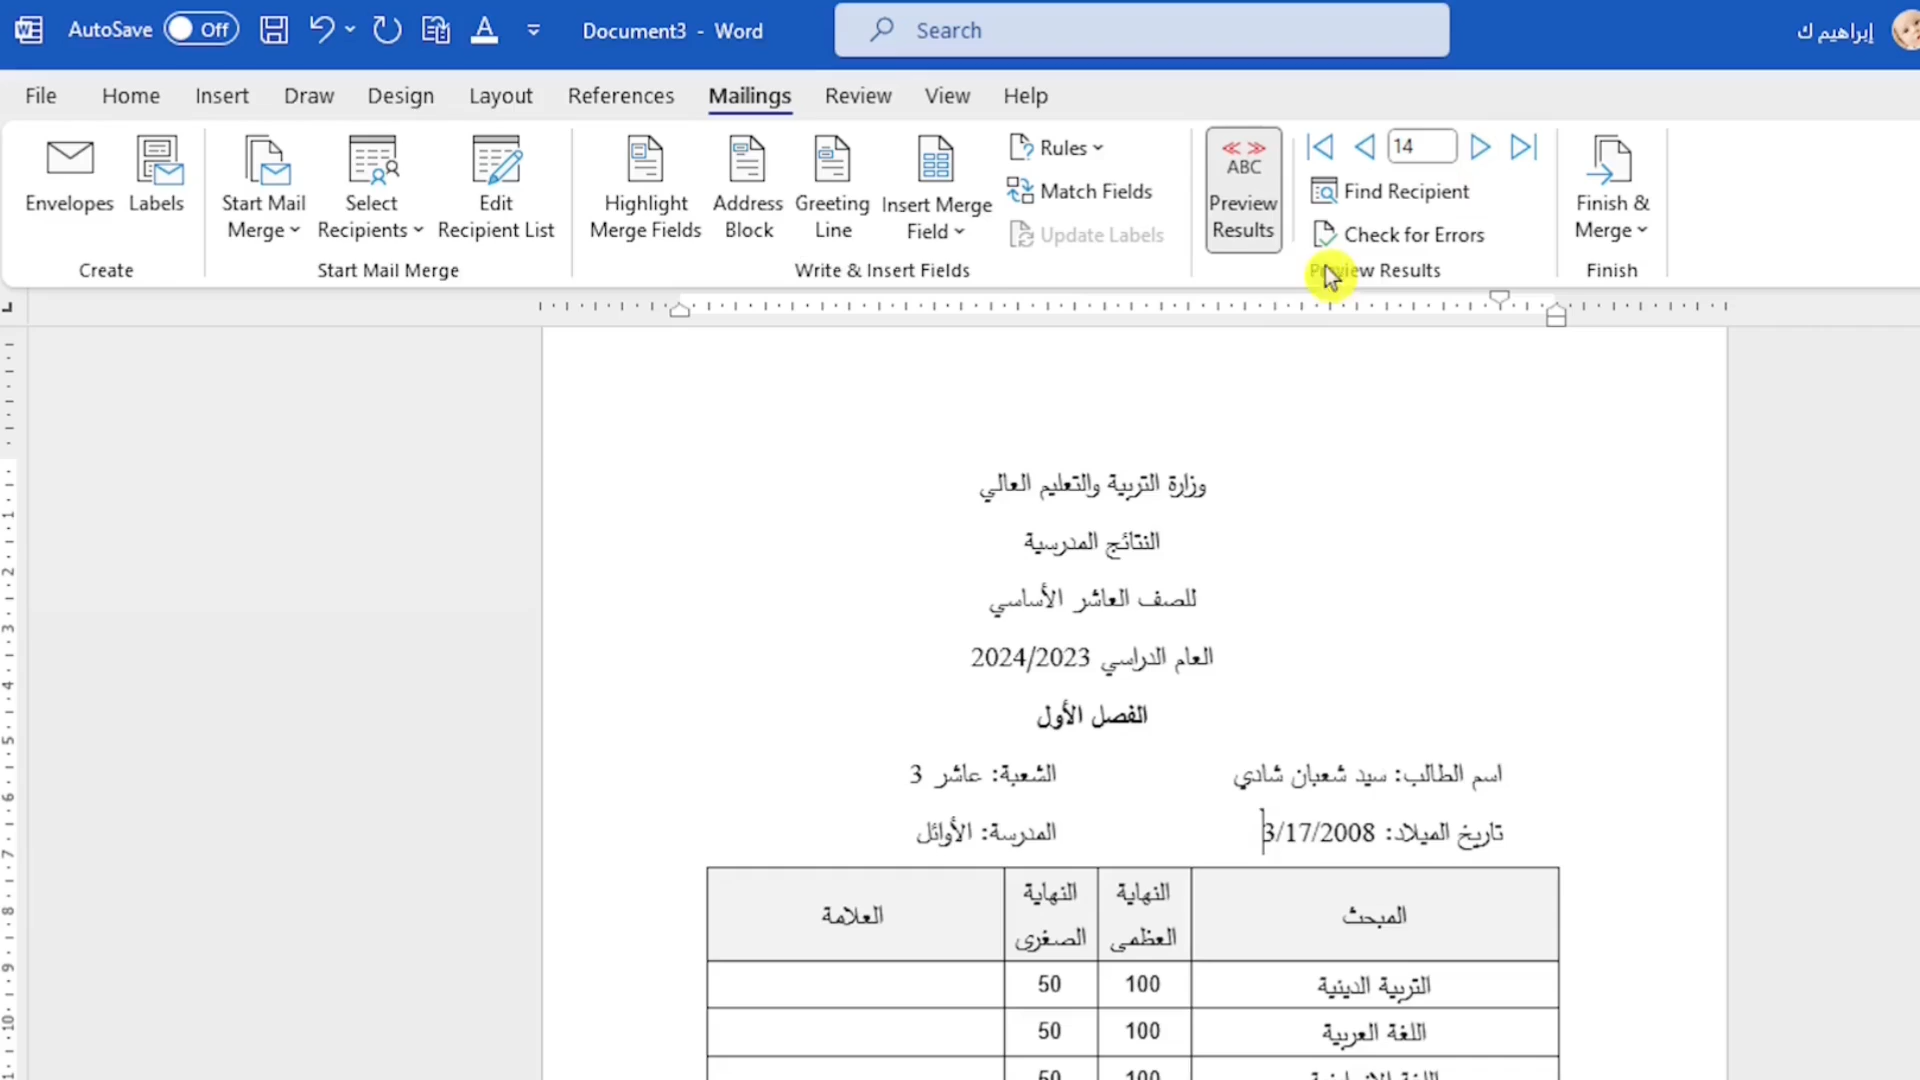 AutoSave Off Document3 - Word Search إبراهيم ك
File Home Insert Draw Design Layout References Mailings Review View Help
Envelopes
Labels
Create
Start Mail
Merge
Select
Recipients
Edit
Recipient List
Start Mail Merge
Highlight
Merge Fields
Address
Block
Greeting
Line
Insert Merge
Field
Rules
Match Fields
Update Labels
Write & Insert Fields
ABC
Preview
Results
14
Find Recipient
Check for Errors
Preview Results
Finish &
Merge
Finish
وزارة التربية والتعليم العالي
النتائج المدرسية
للصف العاشر الأساسي
العام الدراسي 2024/2023
الفصل الأول
اسم الطالب: سيد شعبان شادي الشعبة: عاشر 3
تاريخ الميلاد: 3/17/2008 المدرسة: الأوائل
المبحث
النهاية
العظمى
النهاية
الصغرى
العلامة
التربية الدينية 100 50
اللغة العربية 100 50